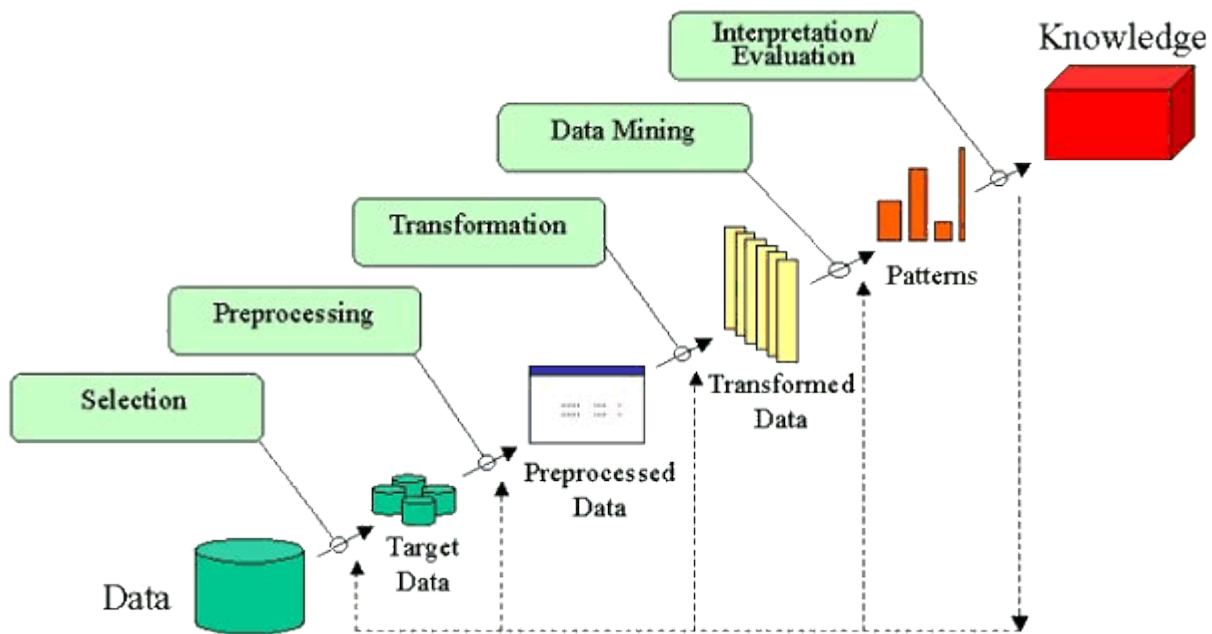 Interpretation/
Evaluation
Knowledge
Data Mining
Patterns
Transformation
Transformed
Data
Preprocessing
Preprocessed
Data
Selection
Target
Data
Data